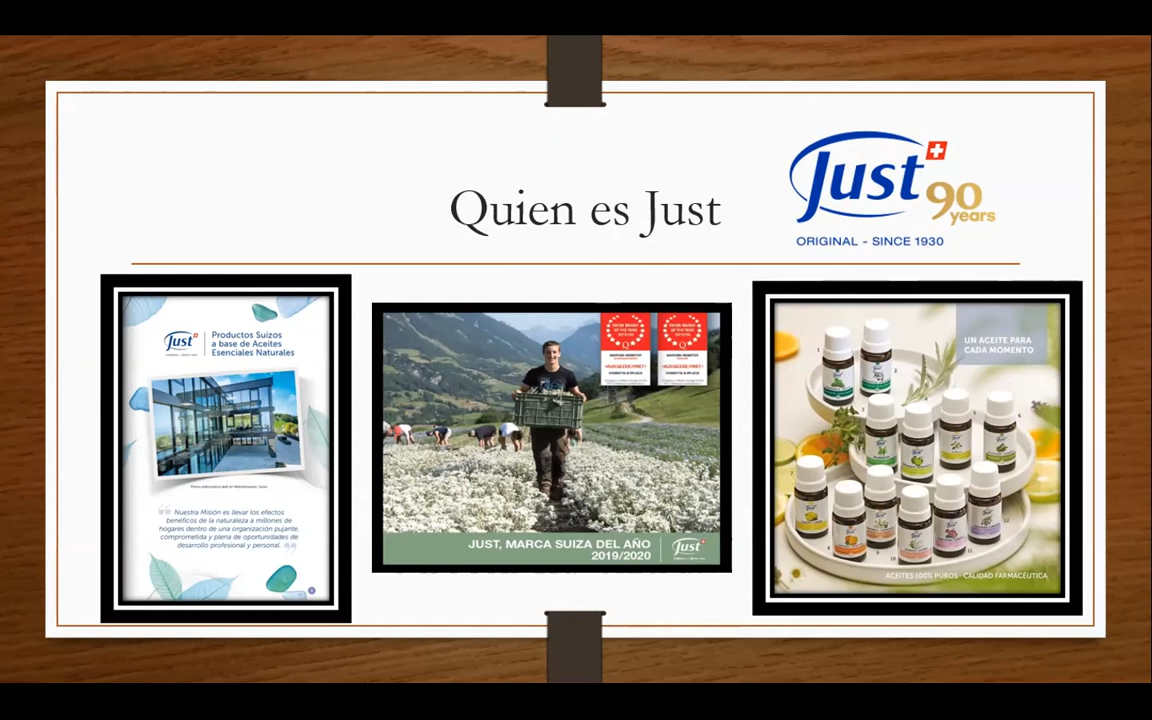 Quien es Just
Just
90
years
ORIGINAL - SINCE 1930
Just
Productos Suizos
a base de Aceites
Esenciales Naturales
Nuestra Misión es llevar los efectos
benéficos de la naturaleza a millones de
hogares dentro de una organización pujante,
comprometida y plena de oportunidades de
desarrollo profesional y personal.
JUST, MARCA SUIZA DEL AÑO
2019/2020
Just
UN ACEITE PARA
CADA MOMENTO
ACEITES 100% PUROS - CALIDAD FARMACÉUTICA